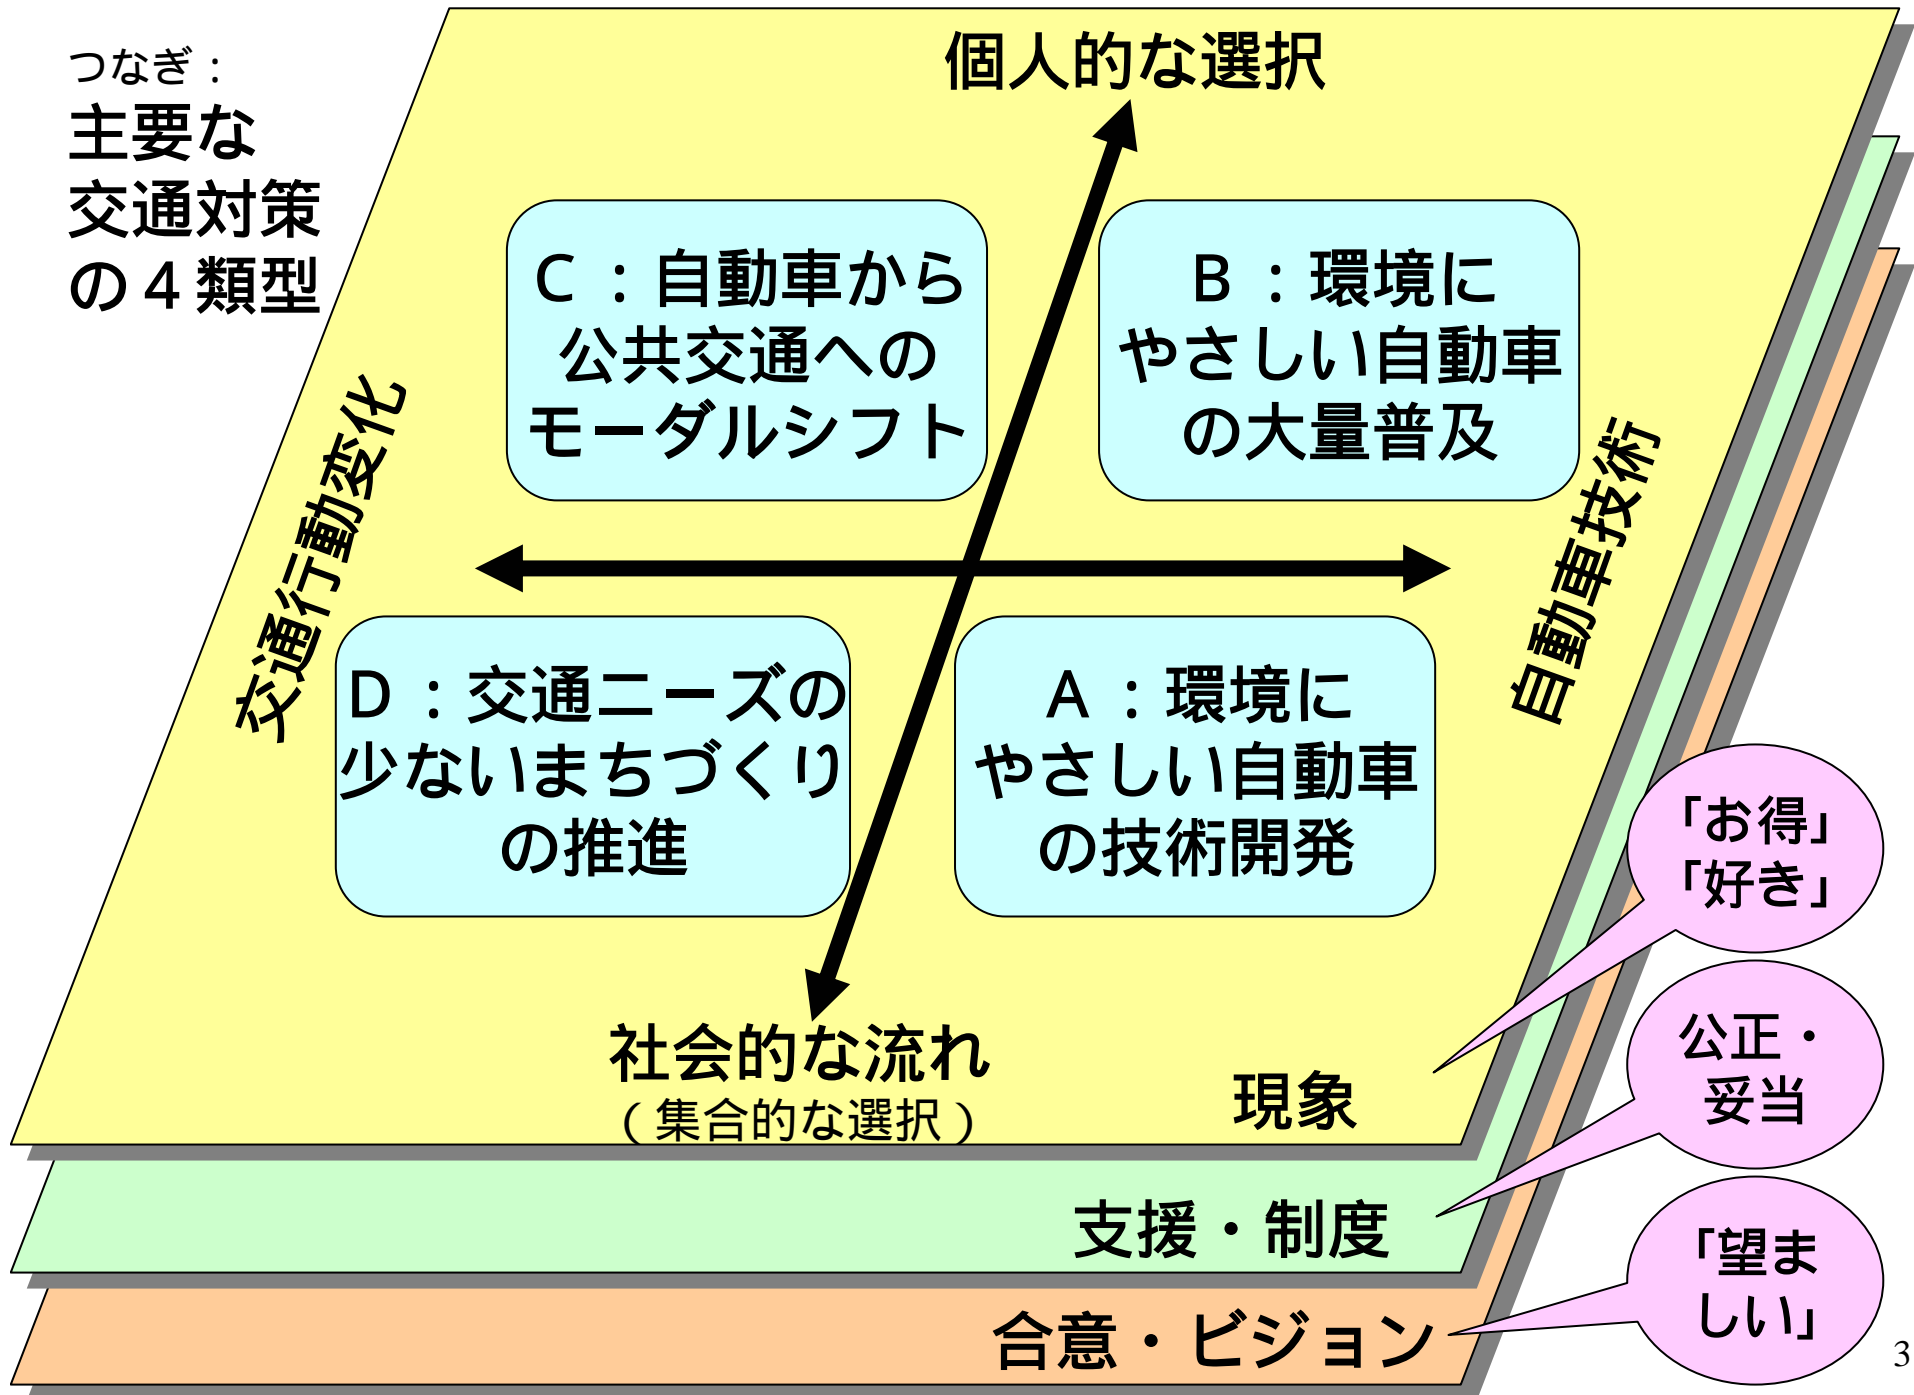 つなぎ：
主要な
交通対策
の４類型
個人的な選択
Ｃ：自動車から
公共交通への
モーダルシフト
Ｂ：環境に
やさしい自動車
の大量普及
交通行動変化
自動車技術
Ｄ：交通ニーズの
少ないまちづくり
の推進
Ａ：環境に
やさしい自動車
の技術開発
社会的な流れ
（集合的な選択）
現象
「お得」
「好き」
支援・制度
公正・
妥当
合意・ビジョン
「望ま
しい」
3